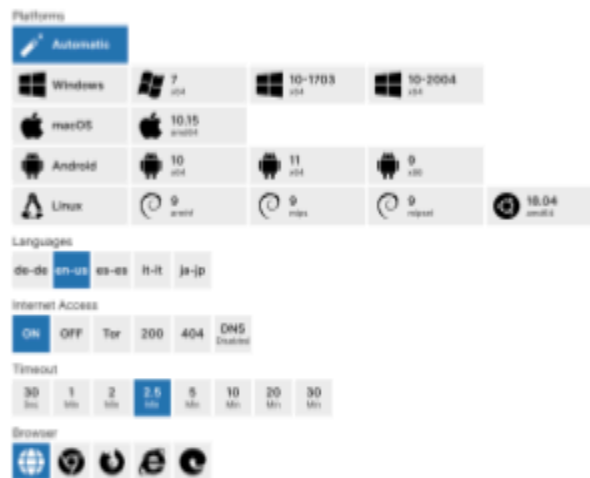 Platforms
Automatic
Windows 7 10-1703 10-2004
x64 x64 x64
macOS 10.15
amd64
Android 10 11 9
x64 x64 x86
Linux 9 9 9 18.04
armhf mips mipsel amd64
Languages
de-de en-us es-es it-it ja-jp
Internet Access
ON OFF Tor 200 404 DNS
Disabled
Timeout
30 1 2 2.5 5 10 20 30
Sec Min Min Min Min Min Min Min
Browser